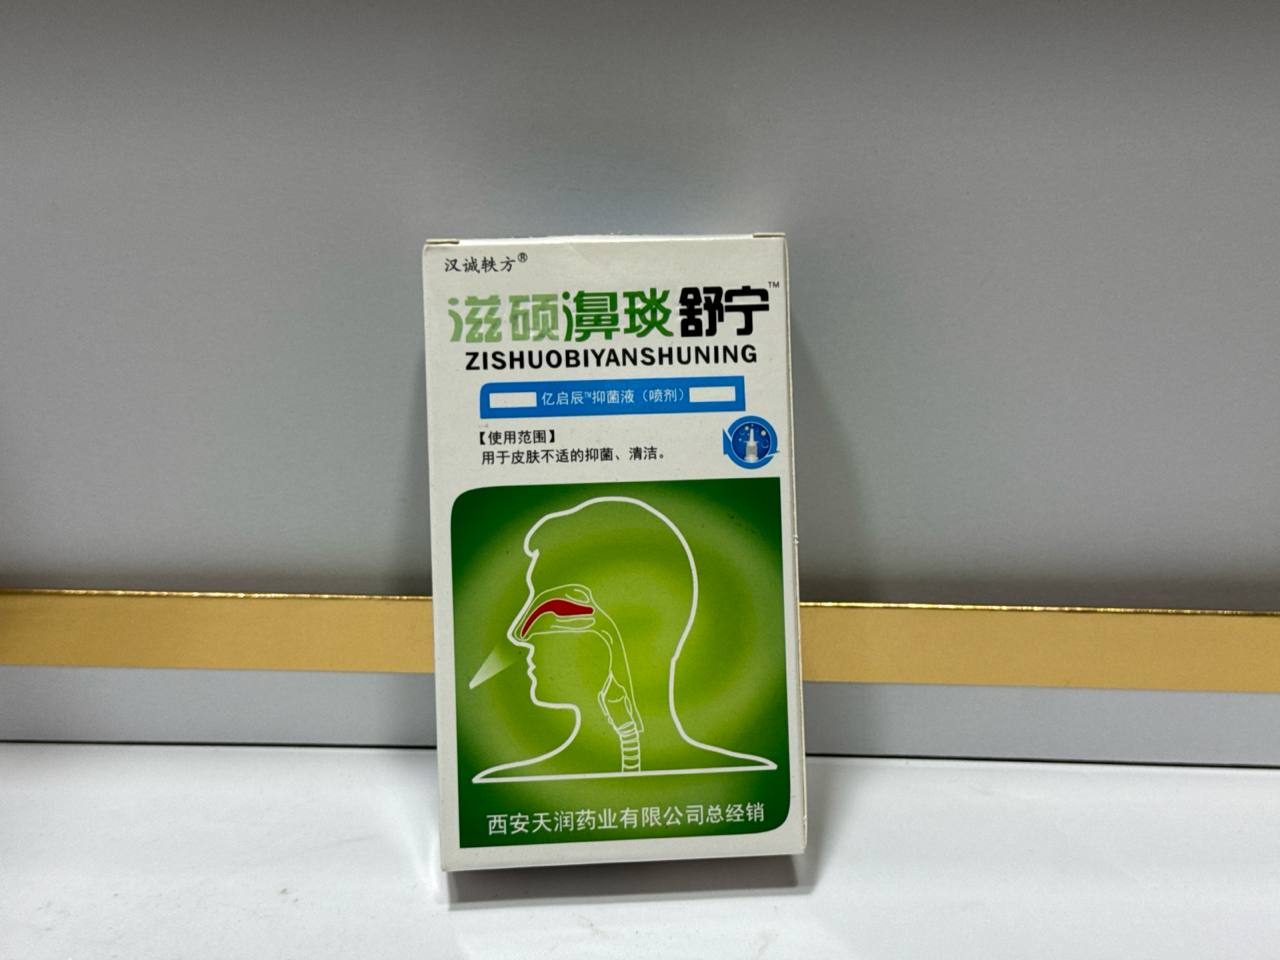 汉诚轶方®
滋硕濞琰舒宁™
ZISHUOBIYANSHUNING
亿启辰™抑菌液（喷剂）
【使用范围】
用于皮肤不适的抑菌、清洁。
西安天润药业有限公司总经销